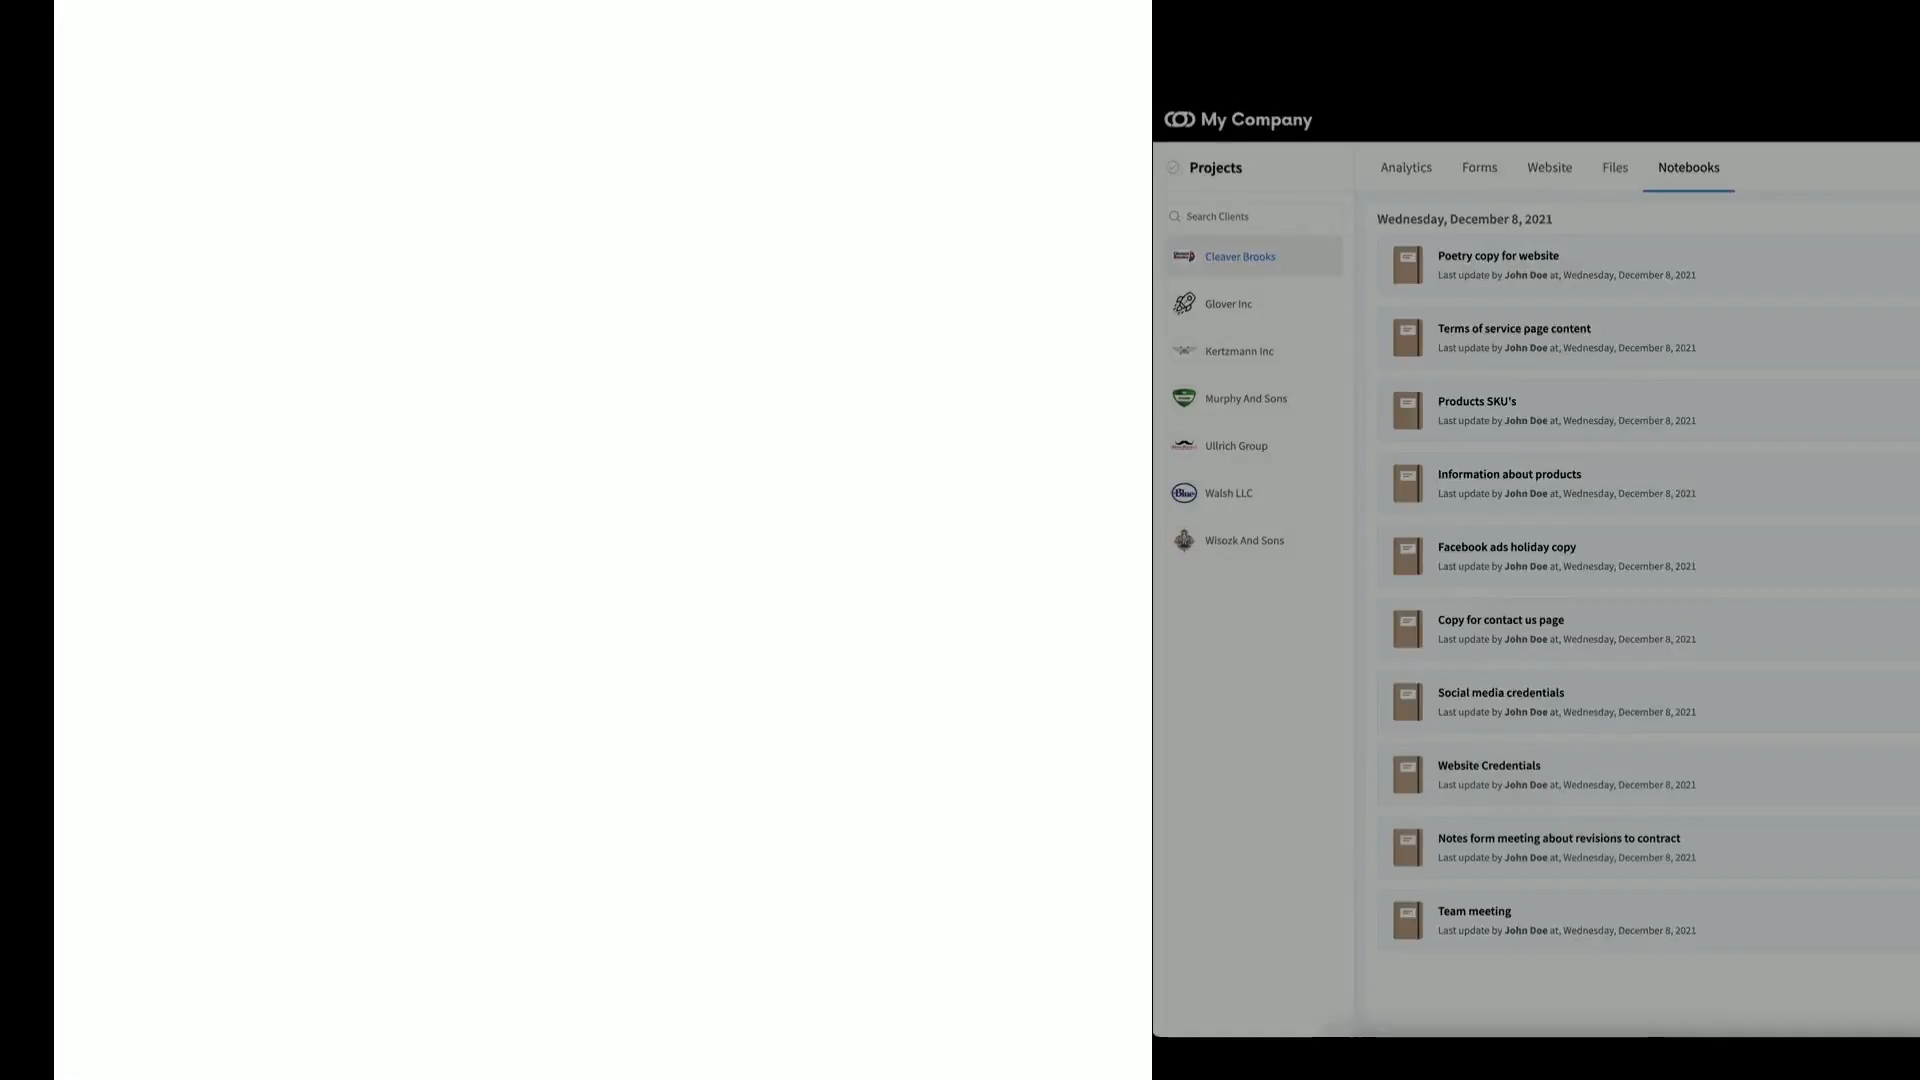 My Company
Projects
Analytics Forms Website Files Notebooks
Search Clients
Cleaver Brooks
Glover Inc
Kertzmann Inc
Murphy And Sons
Ullrich Group
Blue Walsh LLC
Wisozk And Sons
Wednesday, December 8, 2021
Poetry copy for website
Last update by John Doe at, Wednesday, December 8, 2021
Terms of service page content
Last update by John Doe at, Wednesday, December 8, 2021
Products SKU's
Last update by John Doe at, Wednesday, December 8, 2021
Information about products
Last update by John Doe at, Wednesday, December 8, 2021
Facebook ads holiday copy
Last update by John Doe at, Wednesday, December 8, 2021
Copy for contact us page
Last update by John Doe at, Wednesday, December 8, 2021
Social media credentials
Last update by John Doe at, Wednesday, December 8, 2021
Website Credentials
Last update by John Doe at, Wednesday, December 8, 2021
Notes form meeting about revisions to contract
Last update by John Doe at, Wednesday, December 8, 2021
Team meeting
Last update by John Doe at, Wednesday, December 8, 2021